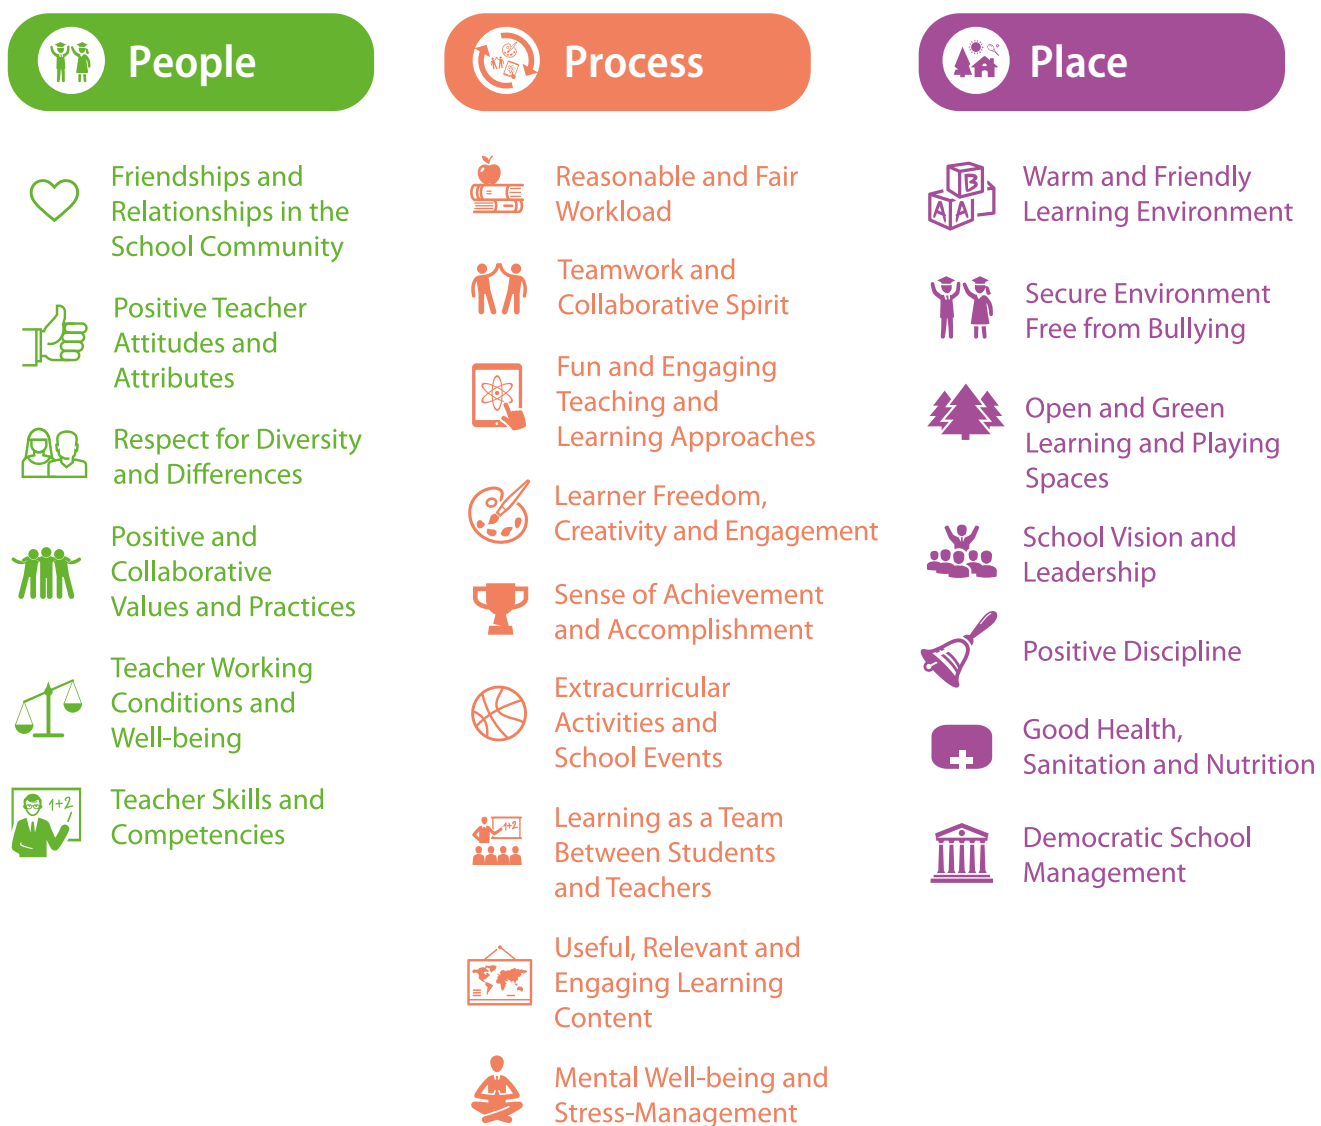 People
Friendships and
Relationships in the
School Community
Positive Teacher
Attitudes and
Attributes
Respect for Diversity
and Differences
Positive and
Collaborative
Values and Practices
Teacher Working
Conditions and
Well-being
1+2
Teacher Skills and
Competencies
Process
Reasonable and Fair
Workload
Teamwork and
Collaborative Spirit
Fun and Engaging
Teaching and
Learning Approaches
Learner Freedom,
Creativity and Engagement
Sense of Achievement
and Accomplishment
Extracurricular
Activities and
School Events
1+2
Learning as a Team
Between Students
and Teachers
Useful, Relevant and
Engaging Learning
Content
Mental Well-being and
Stress-Management
Place
B
A A
Warm and Friendly
Learning Environment
Secure Environment
Free from Bullying
Open and Green
Learning and Playing
Spaces
School Vision and
Leadership
Positive Discipline
Good Health,
Sanitation and Nutrition
Democratic School
Management